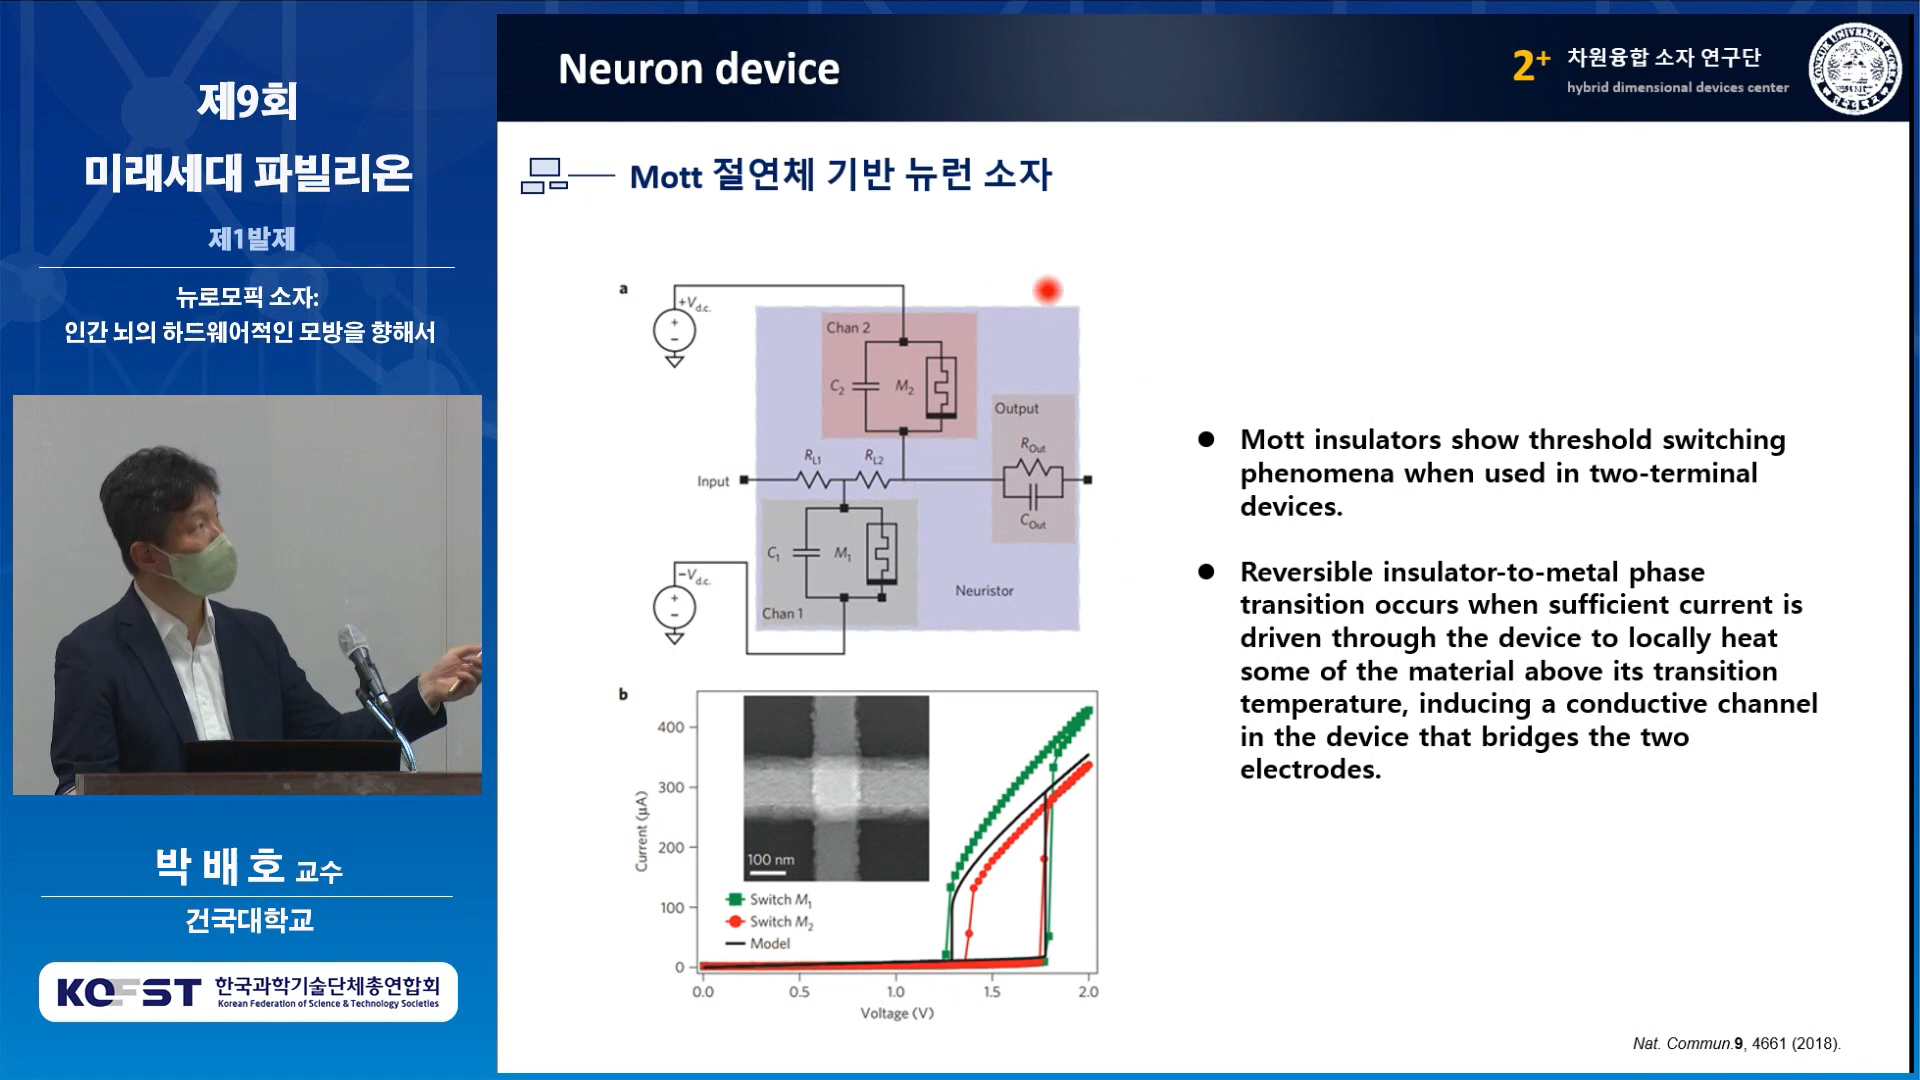 제9회
미래세대 파빌리온
제1발제
뉴로모픽 소자:
인간 뇌의 하드웨어적인 모방을 향해서
박 배 호 교수
건국대학교
KOFST 한국과학기술단체총연합회
Korean Federation of Science & Technology Societies
Neuron device
2+ 차원융합 소자 연구단
hybrid dimensional devices center
Mott 절연체 기반 뉴런 소자
a
+Vd.c.
Chan 2
C2
M2
Output
ROut
RL1
RL2
Input
COut
C1
M1
−Vd.c.
Neuristor
Chan 1
b
400
300
200
100
0
Current (μA)
100 nm
Switch M1
Switch M2
Model
0.0 0.5 1.0 1.5 2.0
Voltage (V)
● Mott insulators show threshold switching
phenomena when used in two-terminal
devices.
● Reversible insulator-to-metal phase
transition occurs when sufficient current is
driven through the device to locally heat
some of the material above its transition
temperature, inducing a conductive channel
in the device that bridges the two
electrodes.
Nat. Commun.9, 4661 (2018).